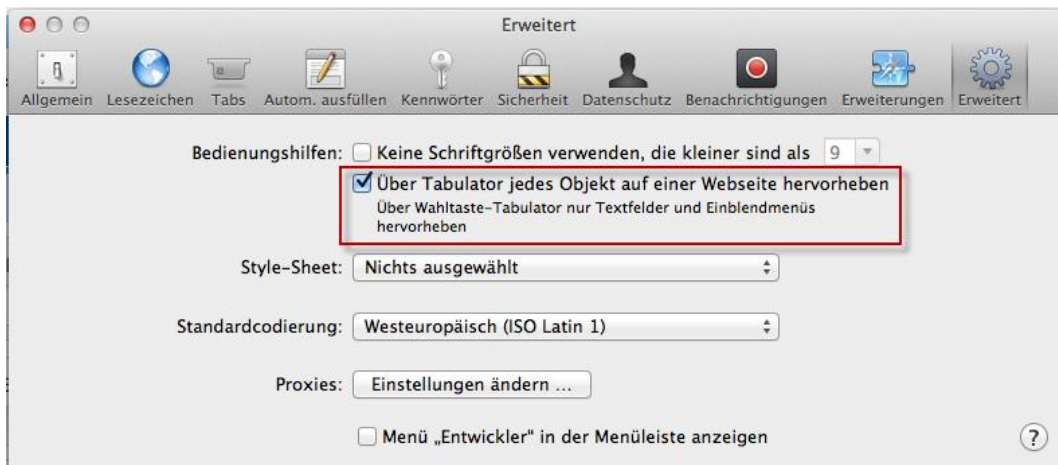 Erweitert
Allgemein Lesezeichen Tabs Autom. ausfüllen Kennwörter Sicherheit Datenschutz Benachrichtigungen Erweiterungen Erweitert
Bedienungshilfen: Keine Schriftgrößen verwenden, die kleiner sind als 9
Über Tabulator jedes Objekt auf einer Webseite hervorheben
Über Wahltaste-Tabulator nur Textfelder und Einblendmenüs
hervorheben
Style-Sheet: Nichts ausgewählt
Standardcodierung: Westeuropäisch (ISO Latin 1)
Proxies: Einstellungen ändern ...
Menü „Entwickler" in der Menüleiste anzeigen ?